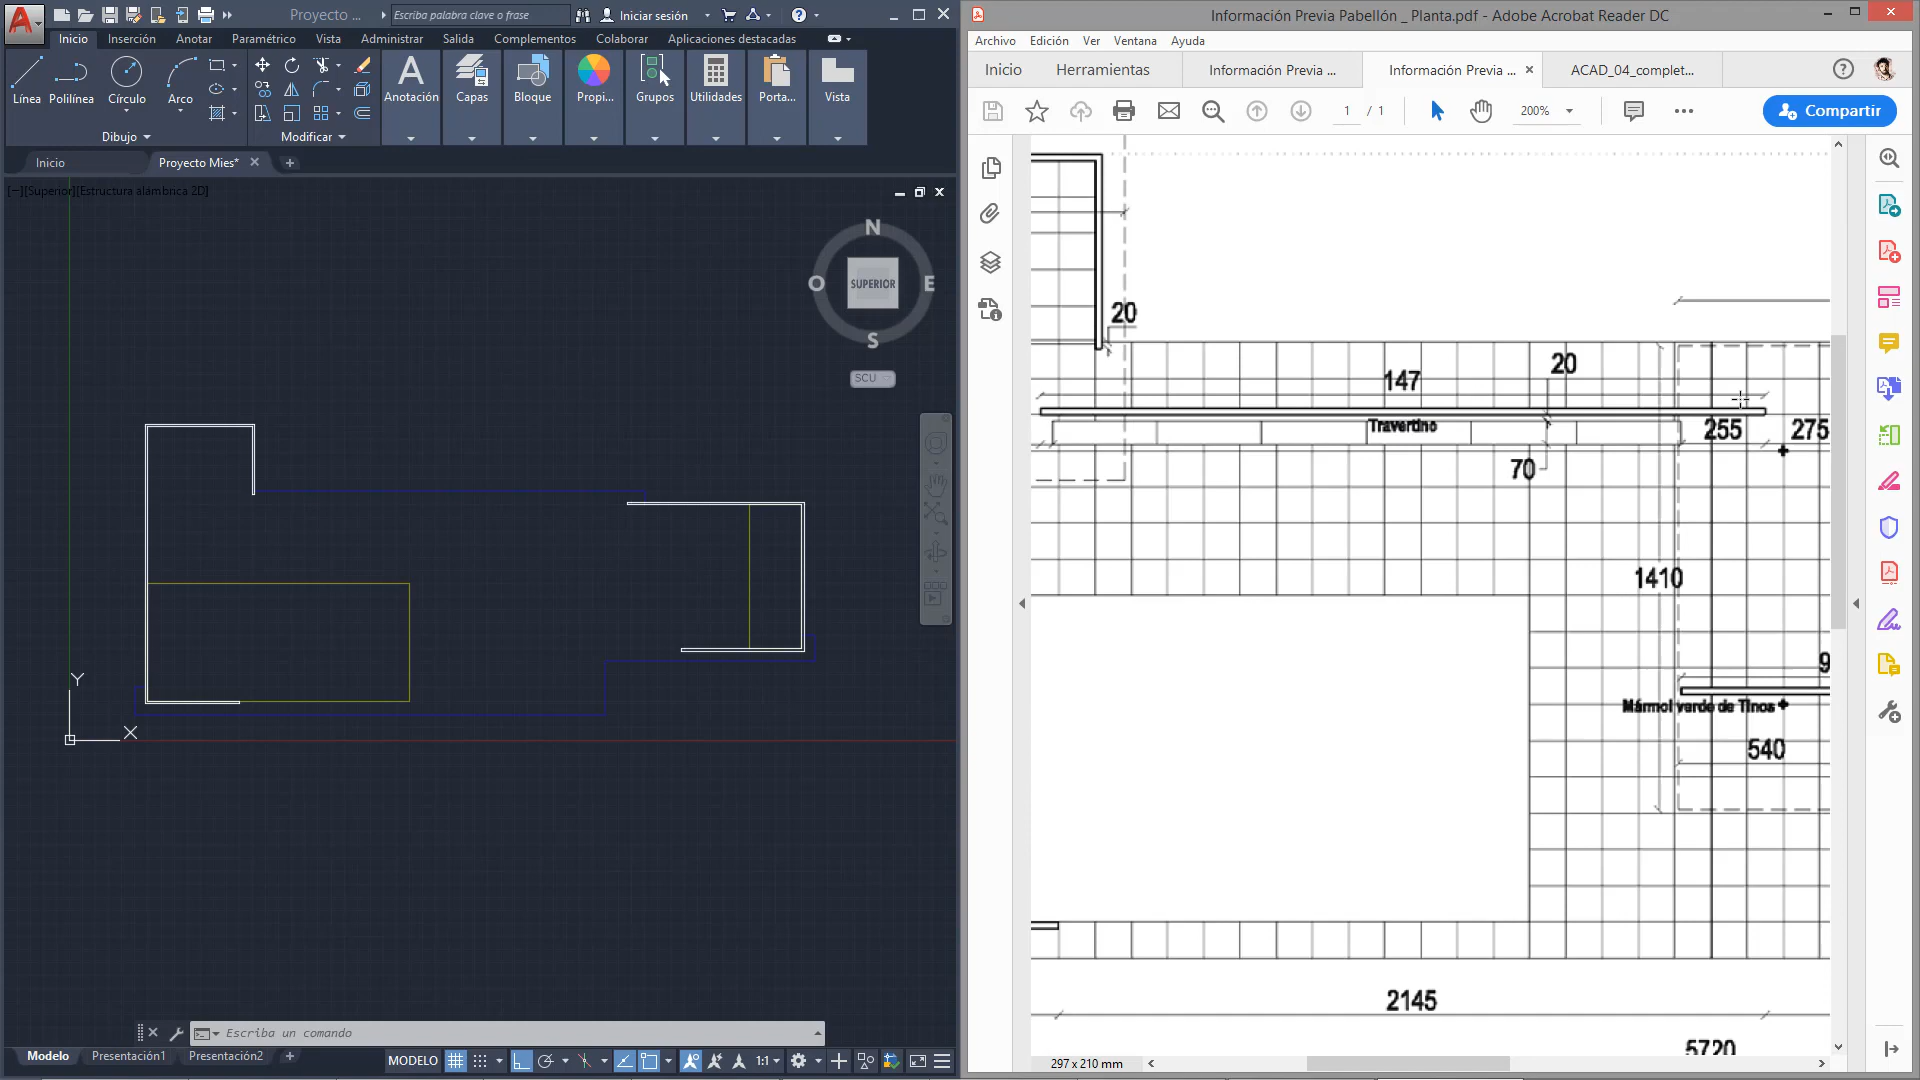 Proyecto ...
Escriba palabra clave o frase
Iniciar sesión
Inicio
Inserción
Anotar
Paramétrico
Vista
Administrar
Salida
Complementos
Colaborar
Aplicaciones destacadas
Línea
Polilínea
Círculo
Arco
Anotación
Capas
Bloque
Propi...
Grupos
Utilidades
Porta...
Vista
Dibujo
Modificar
Inicio
Proyecto Mies*
[−][Superior][Estructura alámbrica 2D]
N
O
SUPERIOR
E
S
SCU
Y
X
Escriba un comando
Modelo
Presentación1
Presentación2
MODELO
1:1
Información Previa Pabellón _ Planta.pdf - Adobe Acrobat Reader DC
Archivo
Edición
Ver
Ventana
Ayuda
Inicio
Herramientas
Información Previa ...
Información Previa ...
ACAD_04_complet...
1 / 1
200%
Compartir
20
20
147
Travertino
255
275
70
1410
9
Mármol verde de Tinos
540
2145
5720
297 x 210 mm